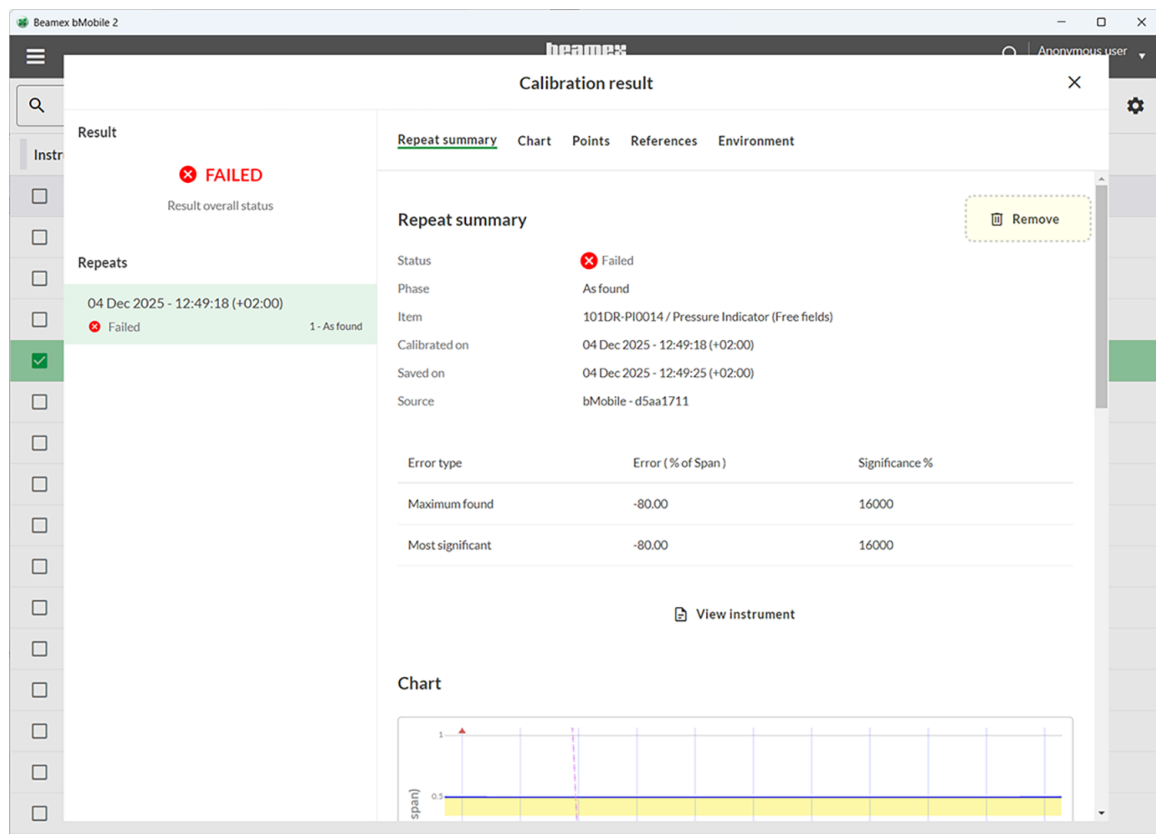 Beamex bMobile 2
beamex
Anonymous user
Calibration result
Instr
Result
FAILED
Result overall status
Repeats
04 Dec 2025 - 12:49:18 (+02:00)
Failed 1 - As found
Repeat summary Chart Points References Environment
Repeat summary
Remove
Status Failed
Phase As found
Item 101DR-PI0014 / Pressure Indicator (Free fields)
Calibrated on 04 Dec 2025 - 12:49:18 (+02:00)
Saved on 04 Dec 2025 - 12:49:25 (+02:00)
Source bMobile - d5aa1711
Error type Error ( % of Span ) Significance %
Maximum found -80.00 16000
Most significant -80.00 16000
View instrument
Chart
1
0.5
span)